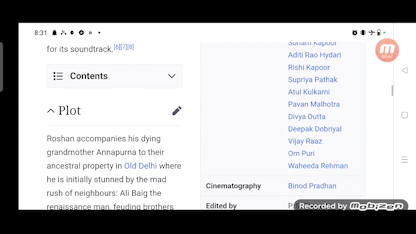 8:31
for its soundtrack.[6][7][8]
Contents
Plot
Roshan accompanies his dying
grandmother Annapurna to their
ancestral property in Old Delhi where
he is initially stunned by the mad
rush of neighbours: Ali Baig the
renaissance man, feuding brothers
Sonam Kapoor
Aditi Rao Hydari
Rishi Kapoor
Supriya Pathak
Atul Kulkarni
Pavan Malhotra
Divya Dutta
Deepak Dobriyal
Vijay Raaz
Om Puri
Waheeda Rehman
Cinematography Binod Pradhan
Edited by
Recorded by Mobizen